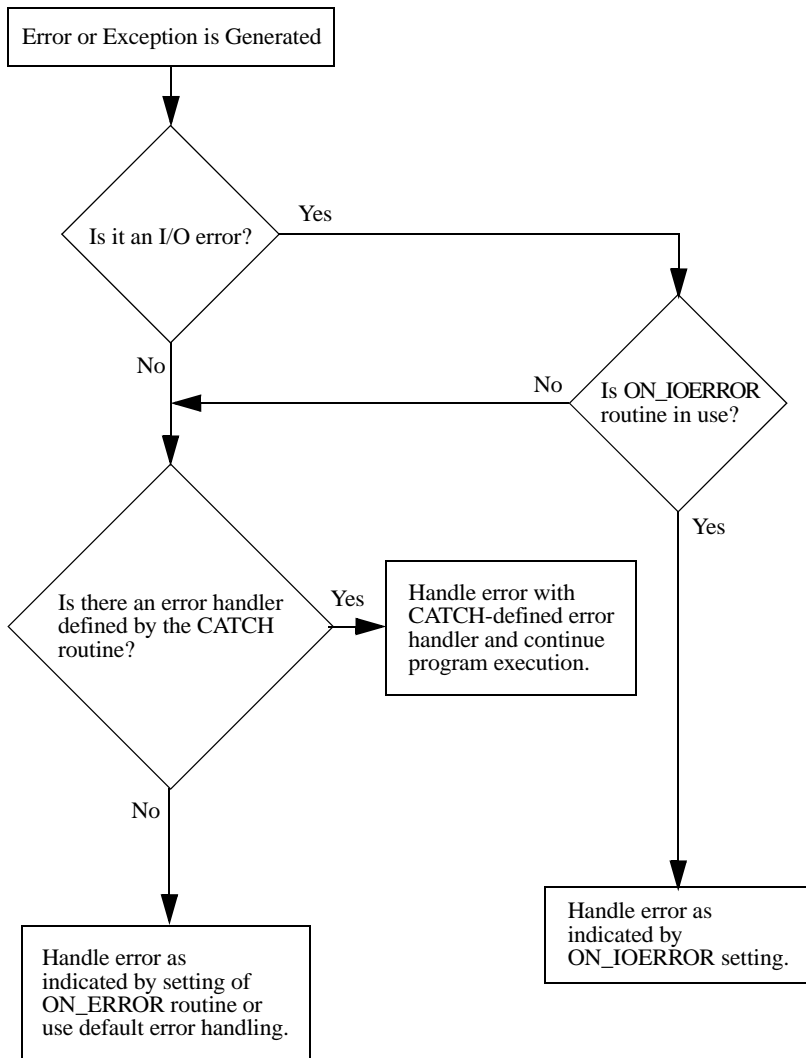 Error or Exception is Generated
Is it an I/O error?
Yes
No
No
Is ON_IOERROR
routine in use?
Yes
Is there an error handler
defined by the CATCH
routine?
Yes
Handle error with
CATCH-defined error
handler and continue
program execution.
No
Handle error as
indicated by
ON_IOERROR setting.
Handle error as
indicated by setting of
ON_ERROR routine or
use default error handling.